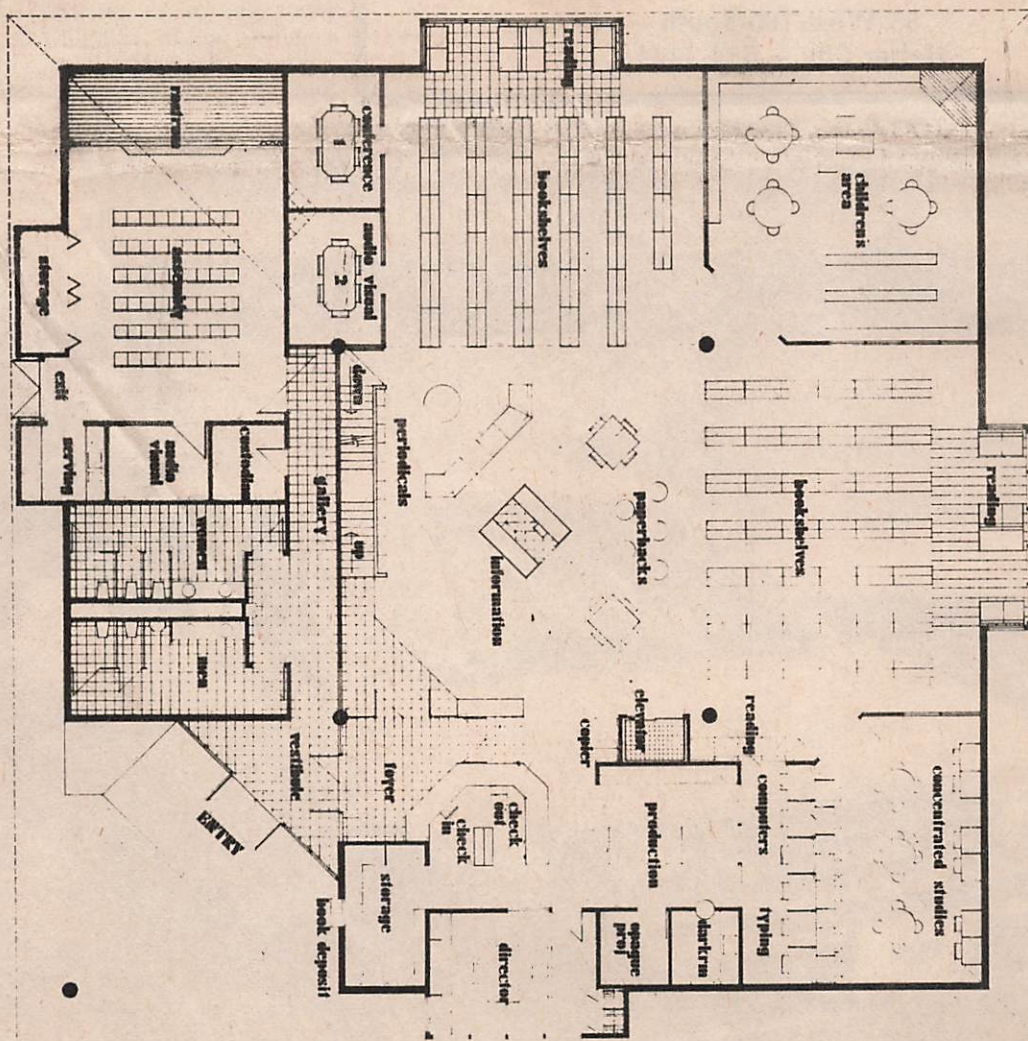 reading
concentrated studies
children's
area
bookshelves
reading
computers
typing
darkrm
paperbacks
elevator
production
opaque
proj
copier
reading
bookshelves
information
check
out
director
check
in
periodicals
foyer
storage
conference
1
audio visual
2
down
up
gallery
vestibule
book deposit
custodian
ENTRY
women
men
rostrum
assembly
audio
visual
serving
exit
storage